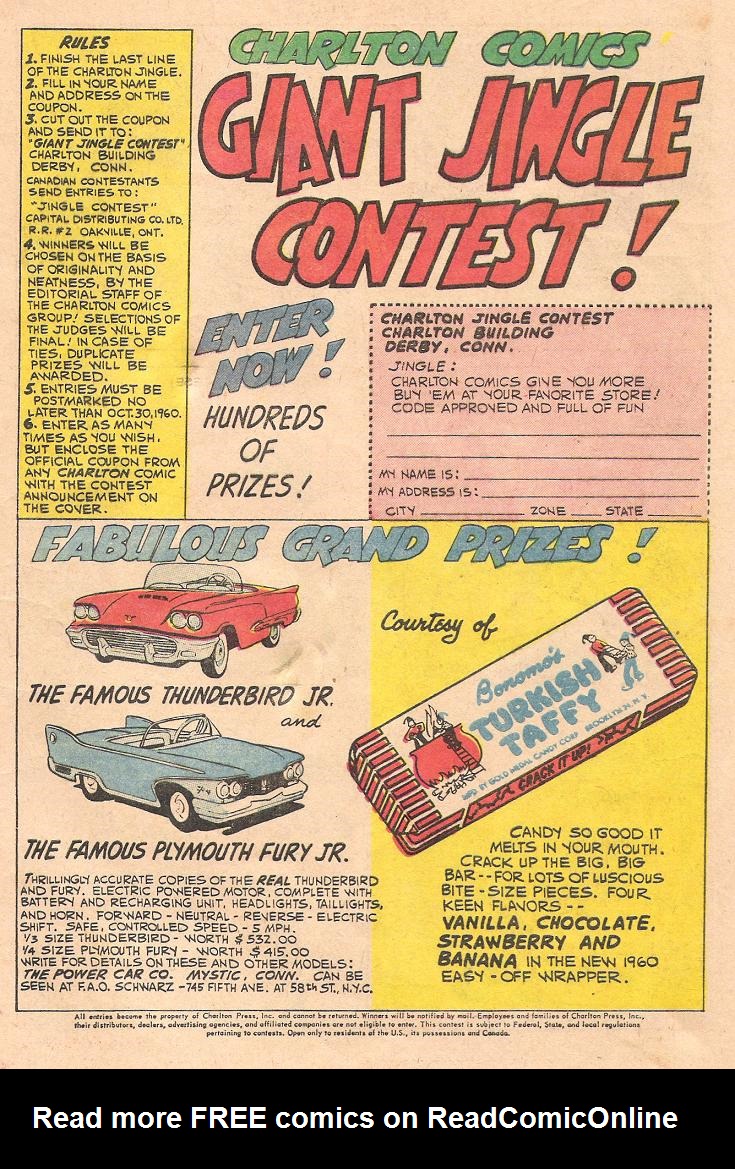 CHARLTON COMICS
GIANT JINGLE
CONTEST!
RULES
1. FINISH THE LAST LINE
OF THE CHARLTON JINGLE.
2. FILL IN YOUR NAME
AND ADDRESS ON THE
COUPON.
3. CUT OUT THE COUPON
AND SEND IT TO:
"GIANT JINGLE CONTEST"
CHARLTON BUILDING
DERBY, CONN.
CANADIAN CONTESTANTS
SEND ENTRIES TO:
"JINGLE CONTEST"
CAPITAL DISTRIBUTING CO. LTD.
R.R. #2 OAKVILLE, ONT.
4. WINNERS WILL BE
CHOSEN ON THE BASIS
OF ORIGINALITY AND
NEATNESS, BY THE
EDITORIAL STAFF OF
THE CHARLTON COMICS
GROUP! SELECTIONS OF
THE JUDGES WILL BE
FINAL! IN CASE OF
TIES, DUPLICATE
PRIZES WILL BE
AWARDED.
5. ENTRIES MUST BE
POSTMARKED NO
LATER THAN OCT. 30, 1960.
6. ENTER AS MANY
TIMES AS YOU WISH.
BUT ENCLOSE THE
OFFICIAL COUPON FROM
ANY CHARLTON COMIC
WITH THE CONTEST
ANNOUNCEMENT ON
THE COVER.
ENTER
NOW!
HUNDREDS
OF
PRIZES!
CHARLTON JINGLE CONTEST
CHARLTON BUILDING
DERBY, CONN.
JINGLE:
CHARLTON COMICS GIVE YOU MORE
BUY 'EM AT YOUR FAVORITE STORE!
CODE APPROVED AND FULL OF FUN
MY NAME IS:
MY ADDRESS IS:
CITY ZONE STATE
FABULOUS GRAND PRIZES!
THE FAMOUS THUNDERBIRD JR.
and
THE FAMOUS PLYMOUTH FURY JR.
THRILLINGLY ACCURATE COPIES OF THE REAL THUNDERBIRD
AND FURY. ELECTRIC POWERED MOTOR, COMPLETE WITH
BATTERY AND RECHARGING UNIT, HEADLIGHTS, TAILLIGHTS,
AND HORN. FORWARD - NEUTRAL - REVERSE - ELECTRIC
SHIFT. SAFE, CONTROLLED SPEED - 5 MPH.
1/3 SIZE THUNDERBIRD - WORTH $532.00
1/4 SIZE PLYMOUTH FURY - WORTH $415.00
WRITE FOR DETAILS ON THESE AND OTHER MODELS:
THE POWER CAR CO. MYSTIC, CONN. CAN BE
SEEN AT F.A.O. SCHWARZ - 745 FIFTH AVE. AT 58th ST., N.Y.C.
Courtesy of
Bonomo's
TURKISH
TAFFY
MFD BY GOLD MEDAL CANDY CORP. BROOKLYN, N.Y.
CRACK IT UP!
CANDY SO GOOD IT
MELTS IN YOUR MOUTH.
CRACK UP THE BIG, BIG
BAR -- FOR LOTS OF LUSCIOUS
BITE - SIZE PIECES. FOUR
KEEN FLAVORS --
VANILLA, CHOCOLATE,
STRAWBERRY AND
BANANA IN THE NEW 1960
EASY - OFF WRAPPER.
All entries become the property of Charlton Press, Inc. and cannot be returned. Winners will be notified by mail. Employees and families of Charlton Press, Inc.,
their distributors, dealers, advertising agencies, and affiliated companies are not eligible to enter. This contest is subject to Federal, State, and local regulations
pertaining to contests. Open only to residents of the U.S., its possessions and Canada.
Read more FREE comics on ReadComicOnline